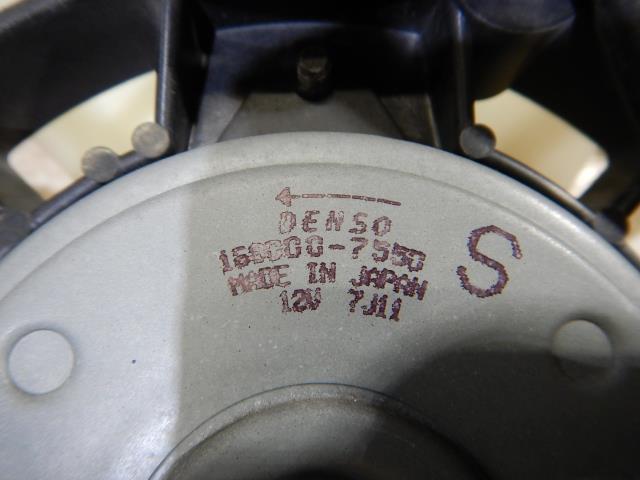 DENSO
168000-7550
MADE IN JAPAN
12V 7J11
S